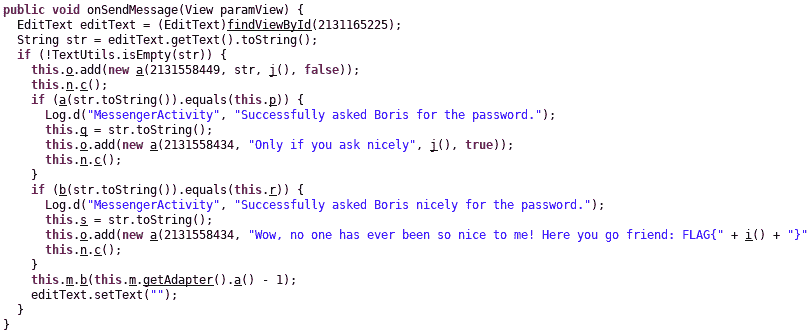 public void onSendMessage(View paramView) {
  EditText editText = (EditText)findViewById(2131165225);
  String str = editText.getText().toString();
  if (!TextUtils.isEmpty(str)) {
    this.o.add(new a(2131558449, str, j(), false));
    this.n.c();
    if (a(str.toString()).equals(this.p)) {
      Log.d("MessengerActivity", "Successfully asked Boris for the password.");
      this.q = str.toString();
      this.o.add(new a(2131558434, "Only if you ask nicely", j(), true));
      this.n.c();
    }
    if (b(str.toString()).equals(this.r)) {
      Log.d("MessengerActivity", "Successfully asked Boris nicely for the password.");
      this.s = str.toString();
      this.o.add(new a(2131558434, "Wow, no one has ever been so nice to me! Here you go friend: FLAG{" + i() + "}"
      this.n.c();
    }
    this.m.b(this.m.getAdapter().a() - 1);
    editText.setText("");
  }
}